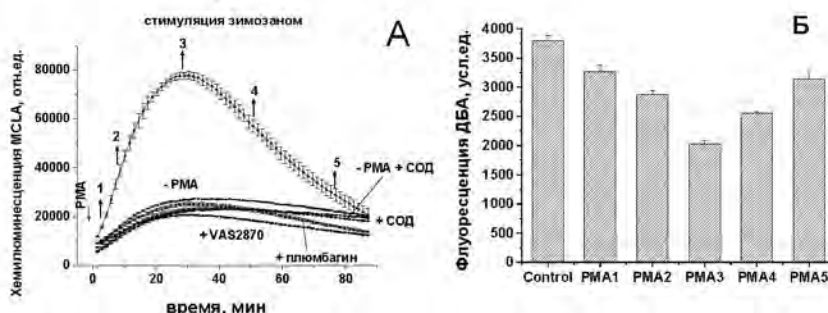 стимуляция зимозаном
А
Хемилюминесценция MCLA, отн.ед.
80000
60000
40000
20000
0
PMA
1
2
3
4
5
- PMA
- PMA + СОД
+ СОД
+VAS2870
+ плюмбагин
0
20
40
60
80
время, мин
Б
Флуоресценция ДБА, усл.ед.
4000
3500
3000
2500
2000
1500
1000
500
0
Control
PMA1
PMA2
PMA3
PMA4
PMA5